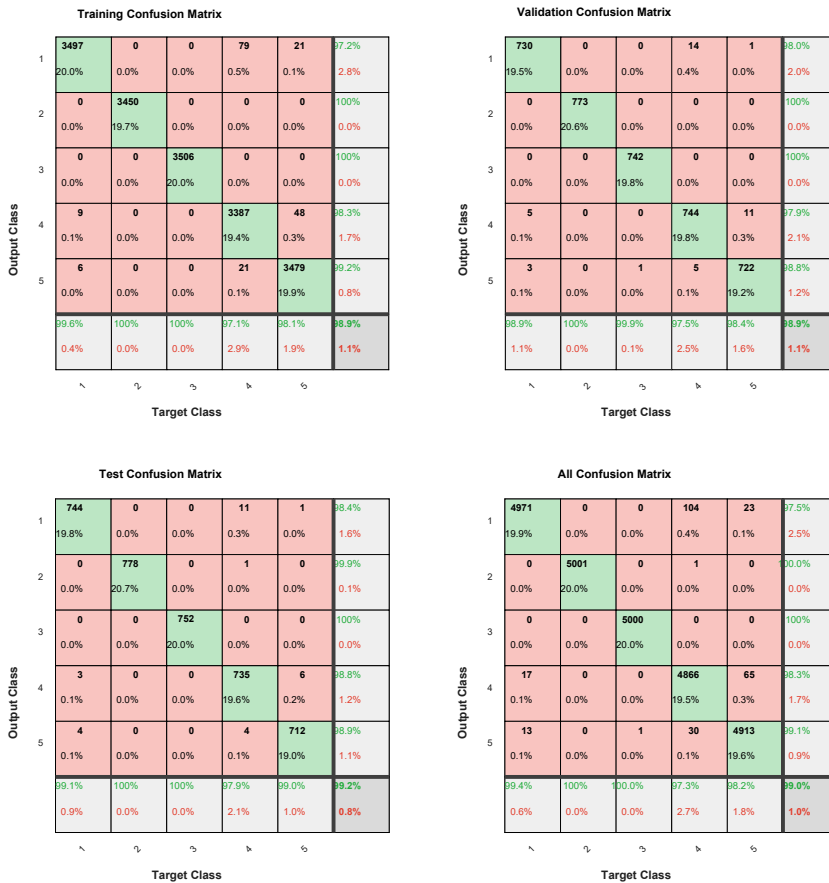 Training Confusion Matrix
3497 0 0 79 21 97.2%
1
20.0% 0.0% 0.0% 0.5% 0.1% 2.8%
0 3450 0 0 0 100%
2
0.0% 19.7% 0.0% 0.0% 0.0% 0.0%
0 0 3506 0 0 100%
3
0.0% 0.0% 20.0% 0.0% 0.0% 0.0%
9 0 0 3387 48 98.3%
4
0.1% 0.0% 0.0% 19.4% 0.3% 1.7%
6 0 0 21 3479 99.2%
5
0.0% 0.0% 0.0% 0.1% 19.9% 0.8%
99.6% 100% 100% 97.1% 98.1% 98.9%
0.4% 0.0% 0.0% 2.9% 1.9% 1.1%
1 2 3 4 5
Target Class
Output Class
Validation Confusion Matrix
730 0 0 14 1 98.0%
1
19.5% 0.0% 0.0% 0.4% 0.0% 2.0%
0 773 0 0 0 100%
2
0.0% 20.6% 0.0% 0.0% 0.0% 0.0%
0 0 742 0 0 100%
3
0.0% 0.0% 19.8% 0.0% 0.0% 0.0%
5 0 0 744 11 97.9%
4
0.1% 0.0% 0.0% 19.8% 0.3% 2.1%
3 0 1 5 722 98.8%
5
0.1% 0.0% 0.0% 0.1% 19.2% 1.2%
98.9% 100% 99.9% 97.5% 98.4% 98.9%
1.1% 0.0% 0.1% 2.5% 1.6% 1.1%
1 2 3 4 5
Target Class
Output Class
Test Confusion Matrix
744 0 0 11 1 98.4%
1
19.8% 0.0% 0.0% 0.3% 0.0% 1.6%
0 778 0 1 0 99.9%
2
0.0% 20.7% 0.0% 0.0% 0.0% 0.1%
0 0 752 0 0 100%
3
0.0% 0.0% 20.0% 0.0% 0.0% 0.0%
3 0 0 735 6 98.8%
4
0.1% 0.0% 0.0% 19.6% 0.2% 1.2%
4 0 0 4 712 98.9%
5
0.1% 0.0% 0.0% 0.1% 19.0% 1.1%
99.1% 100% 100% 97.9% 99.0% 99.2%
0.9% 0.0% 0.0% 2.1% 1.0% 0.8%
1 2 3 4 5
Target Class
Output Class
All Confusion Matrix
4971 0 0 104 23 97.5%
1
19.9% 0.0% 0.0% 0.4% 0.1% 2.5%
0 5001 0 1 0 100.0%
2
0.0% 20.0% 0.0% 0.0% 0.0% 0.0%
0 0 5000 0 0 100%
3
0.0% 0.0% 20.0% 0.0% 0.0% 0.0%
17 0 0 4866 65 98.3%
4
0.1% 0.0% 0.0% 19.5% 0.3% 1.7%
13 0 1 30 4913 99.1%
5
0.1% 0.0% 0.0% 0.1% 19.6% 0.9%
99.4% 100% 100.0% 97.3% 98.2% 99.0%
0.6% 0.0% 0.0% 2.7% 1.8% 1.0%
1 2 3 4 5
Target Class
Output Class